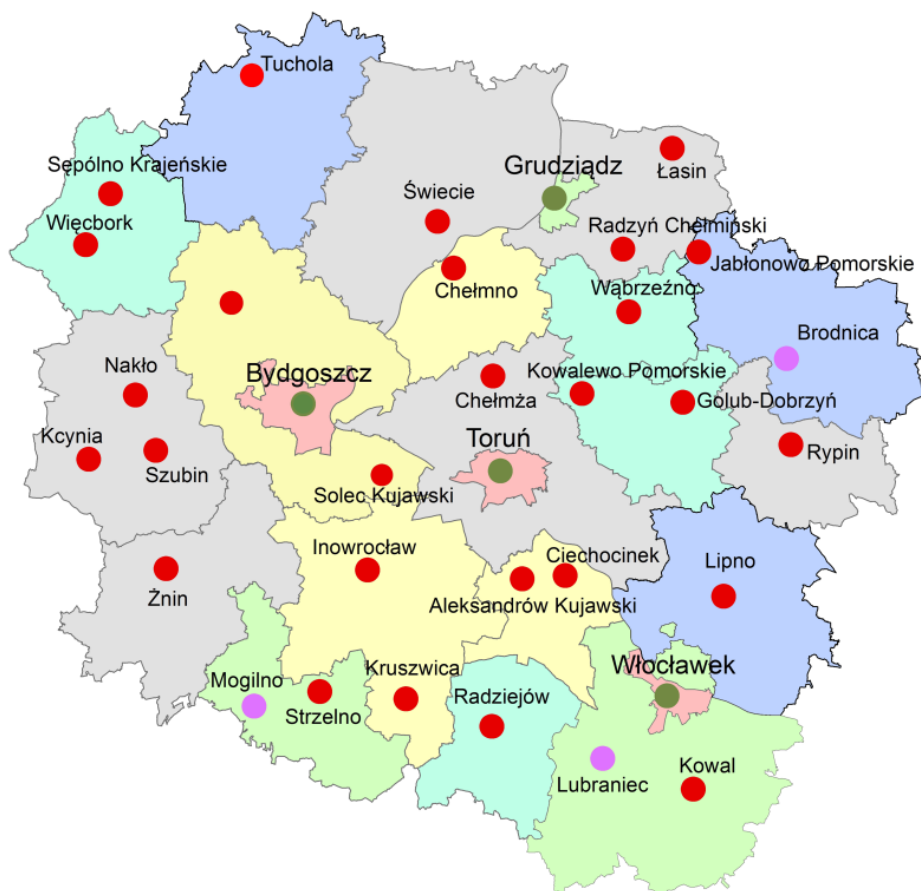 Tuchola
Sępólno Krajeńskie
Grudziądz
Łasin
Świecie
Więcbork
Radzyń Chełmiński
Jabłonowo Pomorskie
Chełmno
Wąbrzeźno
Brodnica
Nakło
Bydgoszcz
Kowalewo Pomorskie
Chełmża
Golub-Dobrzyń
Kcynia
Toruń
Szubin
Rypin
Solec Kujawski
Inowrocław
Ciechocinek
Lipno
Żnin
Aleksandrów Kujawski
Kruszwica
Włocławek
Mogilno
Radziejów
Strzelno
Lubraniec
Kowal